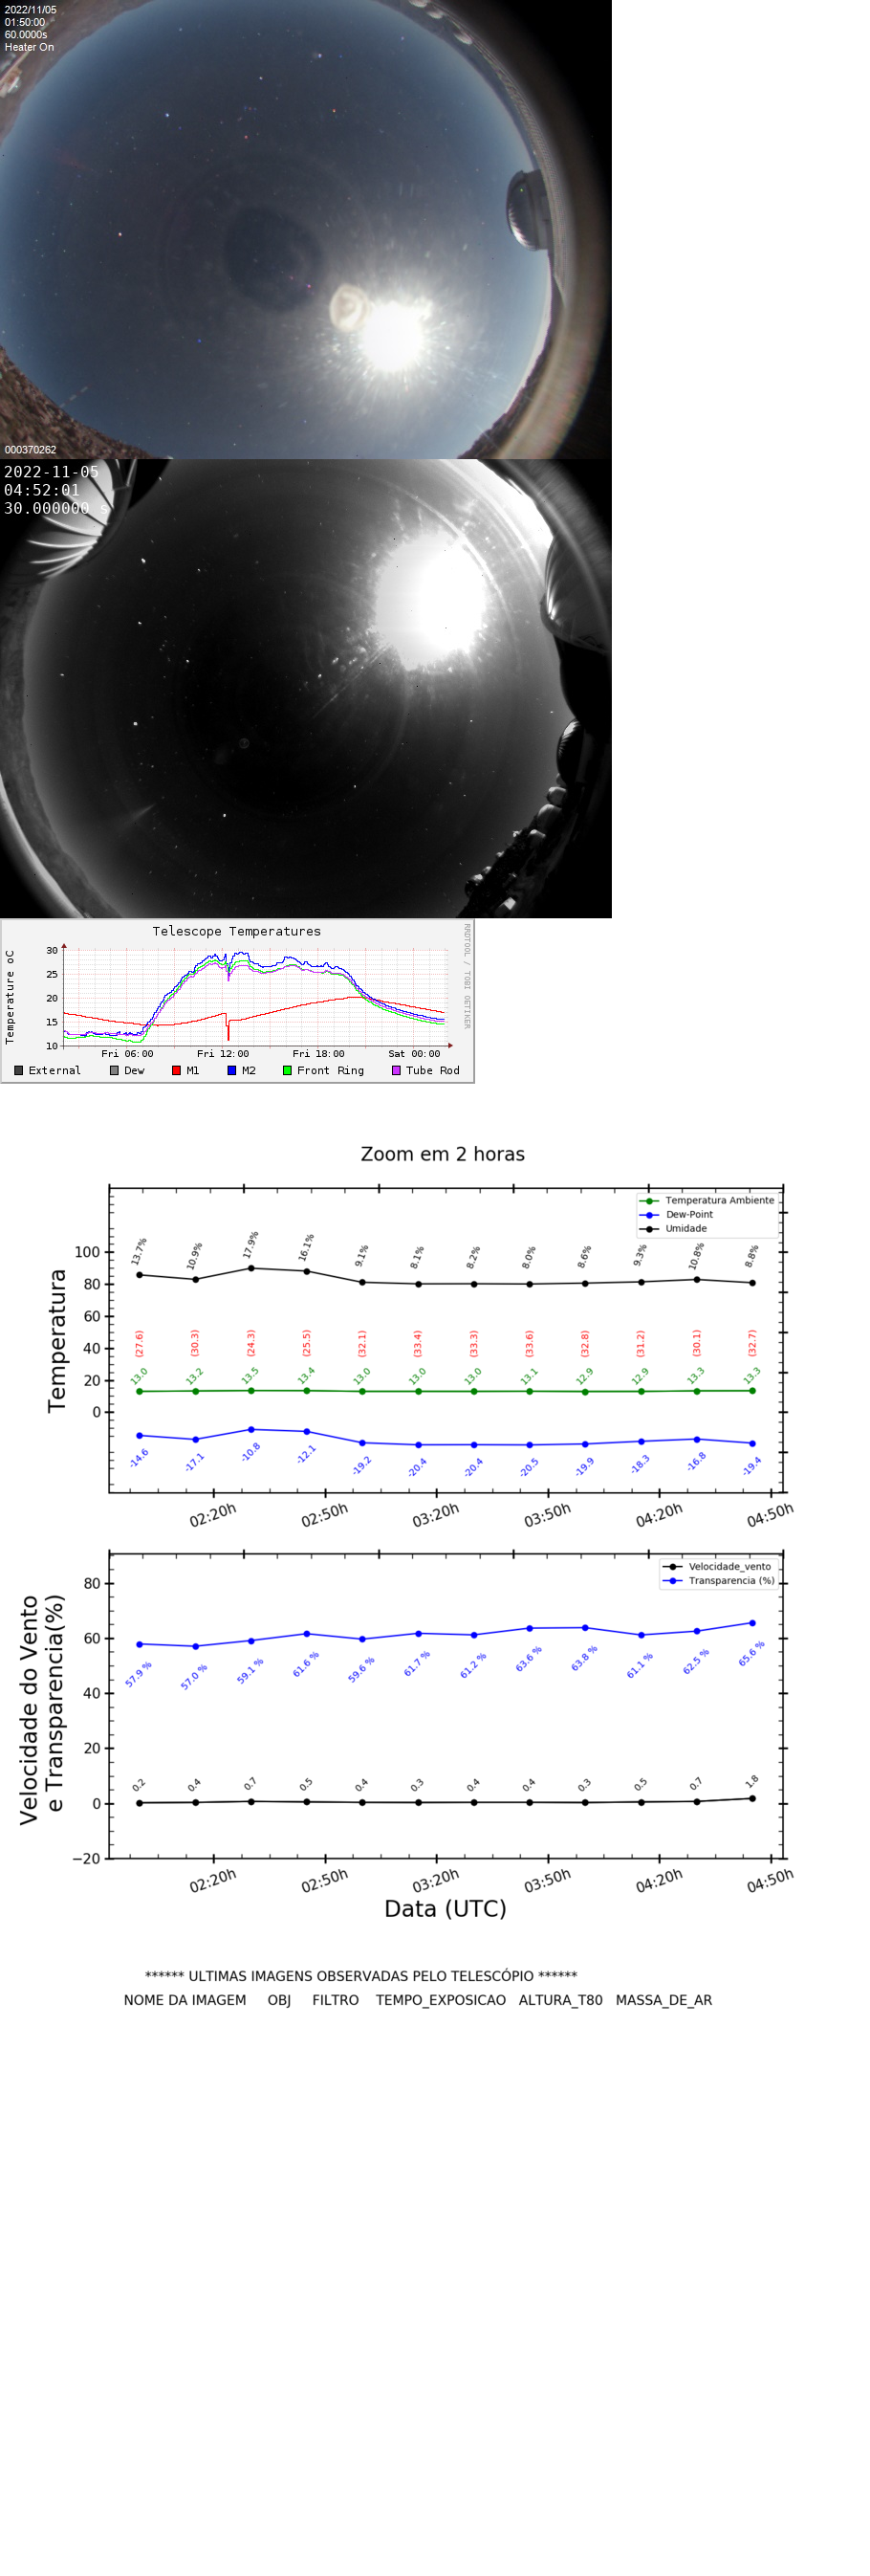 2022/11/05
01:50:00
60.0000s
Heater On
000370262
2022-11-05
04:52:01
30.000000 s
Telescope Temperatures
RRDTOOL / TOBI OETIKER
Temperature oC
30
25
20
15
10
Fri 06:00 Fri 12:00 Fri 18:00 Sat 00:00
External Dew M1 M2 Front Ring Tube Rod
Zoom em 2 horas
Temperatura Ambiente
Dew-Point
Umidade
Temperatura
100
80
60
40
20
0
13.7% 10.9% 17.9% 16.1% 9.1% 8.1% 8.2% 8.0% 8.6% 9.3% 10.8% 8.8%
(27.6) (30.3) (24.3) (25.5) (32.1) (33.4) (33.3) (33.6) (32.8) (31.2) (30.1) (32.7)
13.0 13.2 13.5 13.4 13.0 13.0 13.0 13.1 12.9 12.9 13.3 13.3
-14.6 -17.1 -10.8 -12.1 -19.2 -20.4 -20.4 -20.5 -19.9 -18.3 -16.8 -19.4
02:20h 02:50h 03:20h 03:50h 04:20h 04:50h
Velocidade_vento
Transparencia (%)
Velocidade do Vento
e Transparencia(%)
80
60
40
20
0
−20
57.9 % 57.0 % 59.1 % 61.6 % 59.6 % 61.7 % 61.2 % 63.6 % 63.8 % 61.1 % 62.5 % 65.6 %
0.2 0.4 0.7 0.5 0.4 0.3 0.4 0.4 0.3 0.5 0.7 1.8
02:20h 02:50h 03:20h 03:50h 04:20h 04:50h
Data (UTC)
****** ULTIMAS IMAGENS OBSERVADAS PELO TELESCÓPIO ******
NOME DA IMAGEM OBJ FILTRO TEMPO_EXPOSICAO ALTURA_T80 MASSA_DE_AR